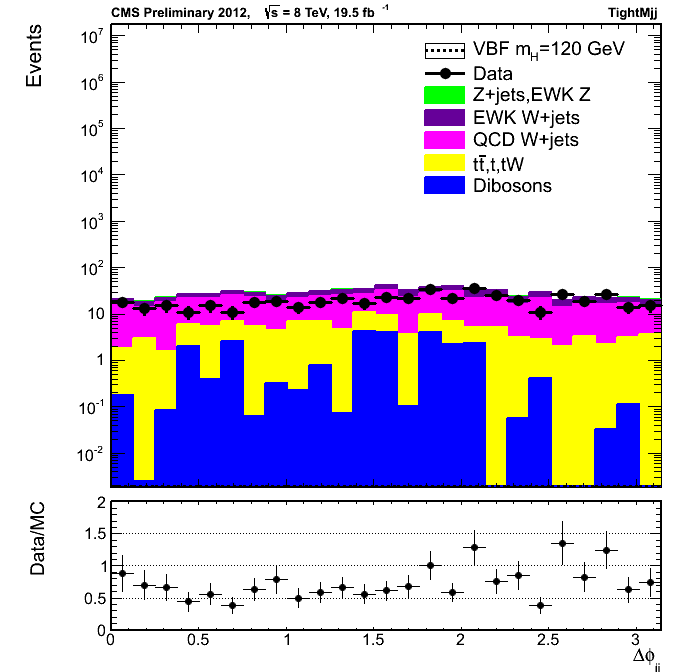 CMS Preliminary 2012, √s = 8 TeV, 19.5 fb⁻¹ TightMjj
Events
10⁷
10⁶
10⁵
10⁴
10³
10²
10
1
10⁻¹
10⁻²
VBF m_H=120 GeV
Data
Z+jets,EWK Z
EWK W+jets
QCD W+jets
tt̄,t,tW
Dibosons
Data/MC
2
1.5
1
0.5
0
0 0.5 1 1.5 2 2.5 3
Δϕ_jj